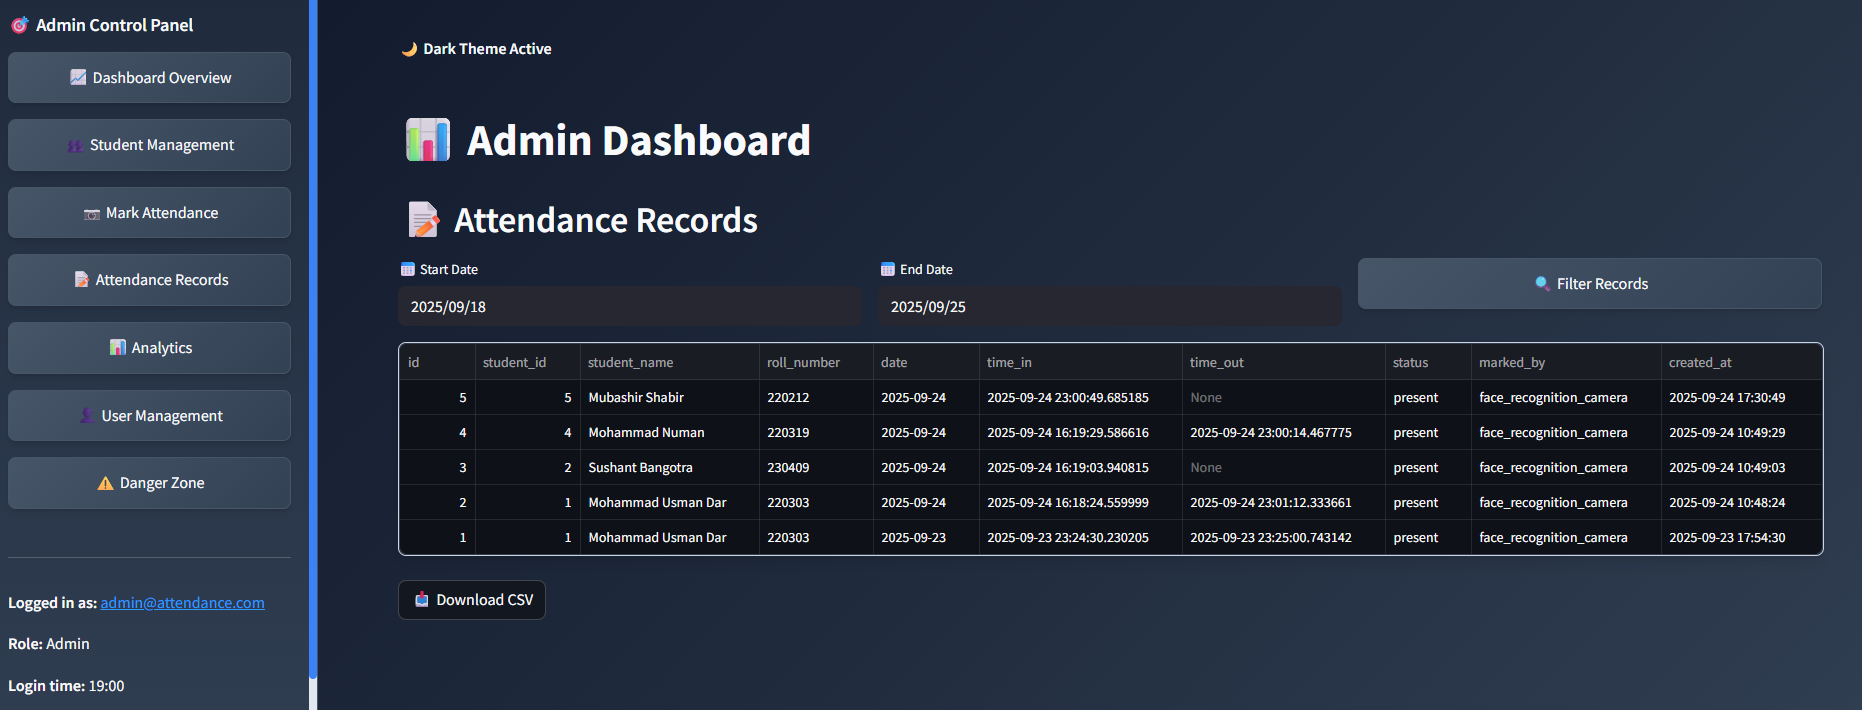 Admin Control Panel
Dashboard Overview
Student Management
Mark Attendance
Attendance Records
Analytics
User Management
Danger Zone
Logged in as: admin@attendance.com
Role: Admin
Login time: 19:00
Dark Theme Active
Admin Dashboard
Attendance Records
Start Date End Date
2025/09/18 2025/09/25 Filter Records
id student_id student_name roll_number date time_in time_out status marked_by created_at
5 5 Mubashir Shabir 220212 2025-09-24 2025-09-24 23:00:49.685185 None present face_recognition_camera 2025-09-24 17:30:49
4 4 Mohammad Numan 220319 2025-09-24 2025-09-24 16:19:29.586616 2025-09-24 23:00:14.467775 present face_recognition_camera 2025-09-24 10:49:29
3 2 Sushant Bangotra 230409 2025-09-24 2025-09-24 16:19:03.940815 None present face_recognition_camera 2025-09-24 10:49:03
2 1 Mohammad Usman Dar 220303 2025-09-24 2025-09-24 16:18:24.559999 2025-09-24 23:01:12.333661 present face_recognition_camera 2025-09-24 10:48:24
1 1 Mohammad Usman Dar 220303 2025-09-23 2025-09-23 23:24:30.230205 2025-09-23 23:25:00.743142 present face_recognition_camera 2025-09-23 17:54:30
Download CSV